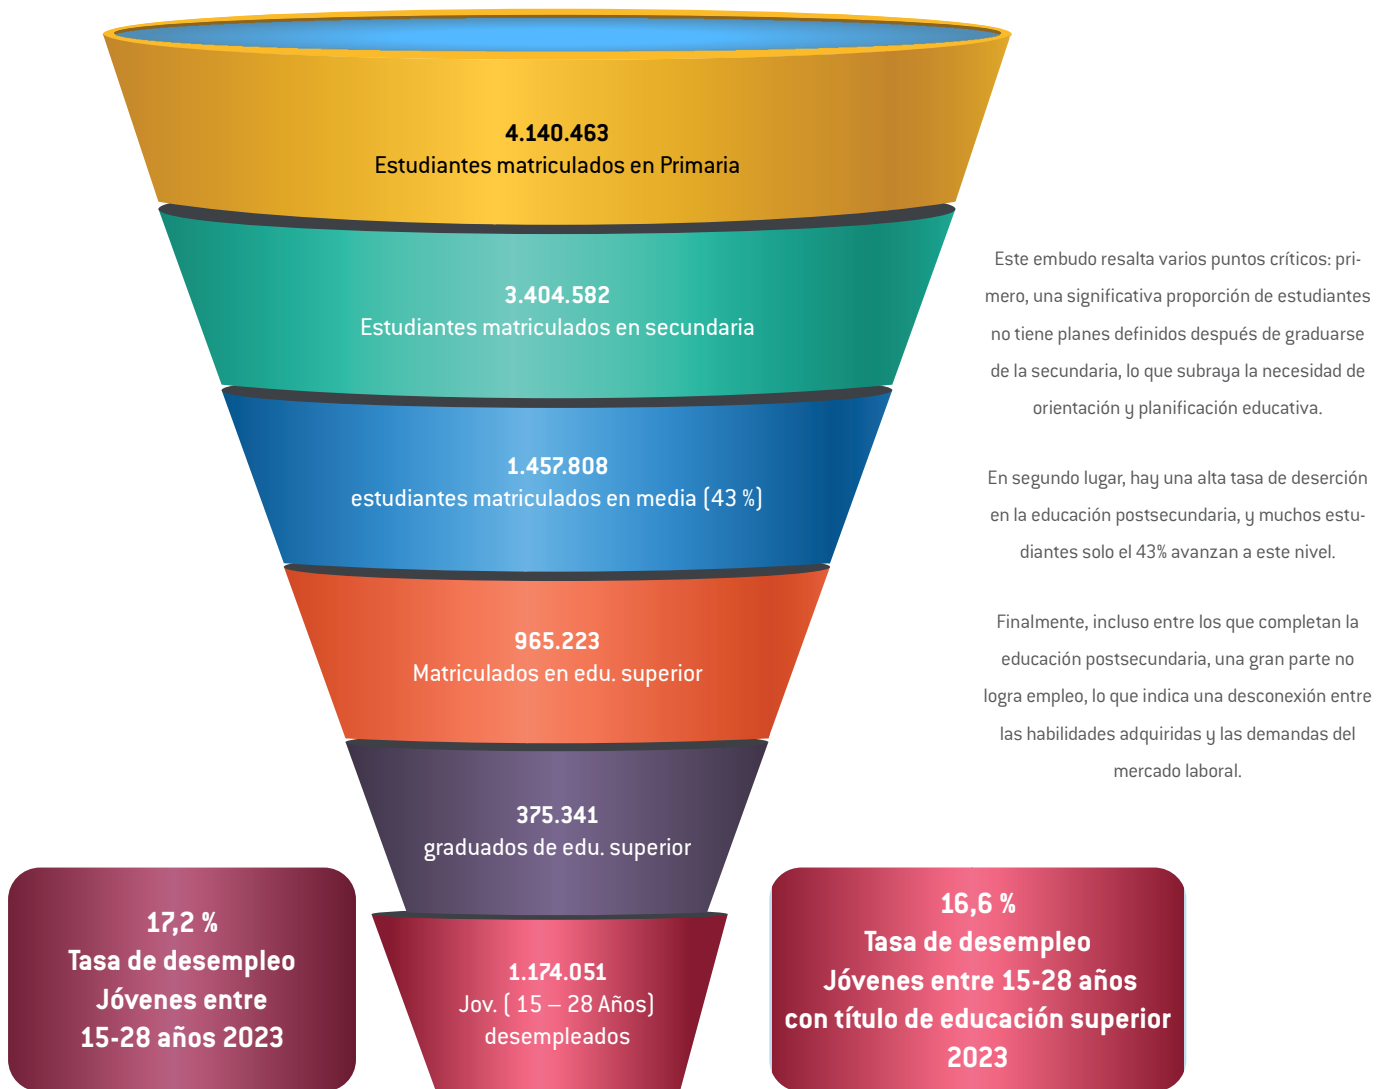 4.140.463
Estudiantes matriculados en Primaria
3.404.582
Estudiantes matriculados en secundaria
1.457.808
estudiantes matriculados en media (43 %)
965.223
Matriculados en edu. superior
375.341
graduados de edu. superior
1.174.051
Jov. ( 15 – 28 Años)
desempleados
17,2 %
Tasa de desempleo
Jóvenes entre
15-28 años 2023
16,6 %
Tasa de desempleo
Jóvenes entre 15-28 años
con título de educación superior
2023
Este embudo resalta varios puntos críticos: pri-
mero, una significativa proporción de estudiantes
no tiene planes definidos después de graduarse
de la secundaria, lo que subraya la necesidad de
orientación y planificación educativa.
En segundo lugar, hay una alta tasa de deserción
en la educación postsecundaria, y muchos estu-
diantes solo el 43% avanzan a este nivel.
Finalmente, incluso entre los que completan la
educación postsecundaria, una gran parte no
logra empleo, lo que indica una desconexión entre
las habilidades adquiridas y las demandas del
mercado laboral.